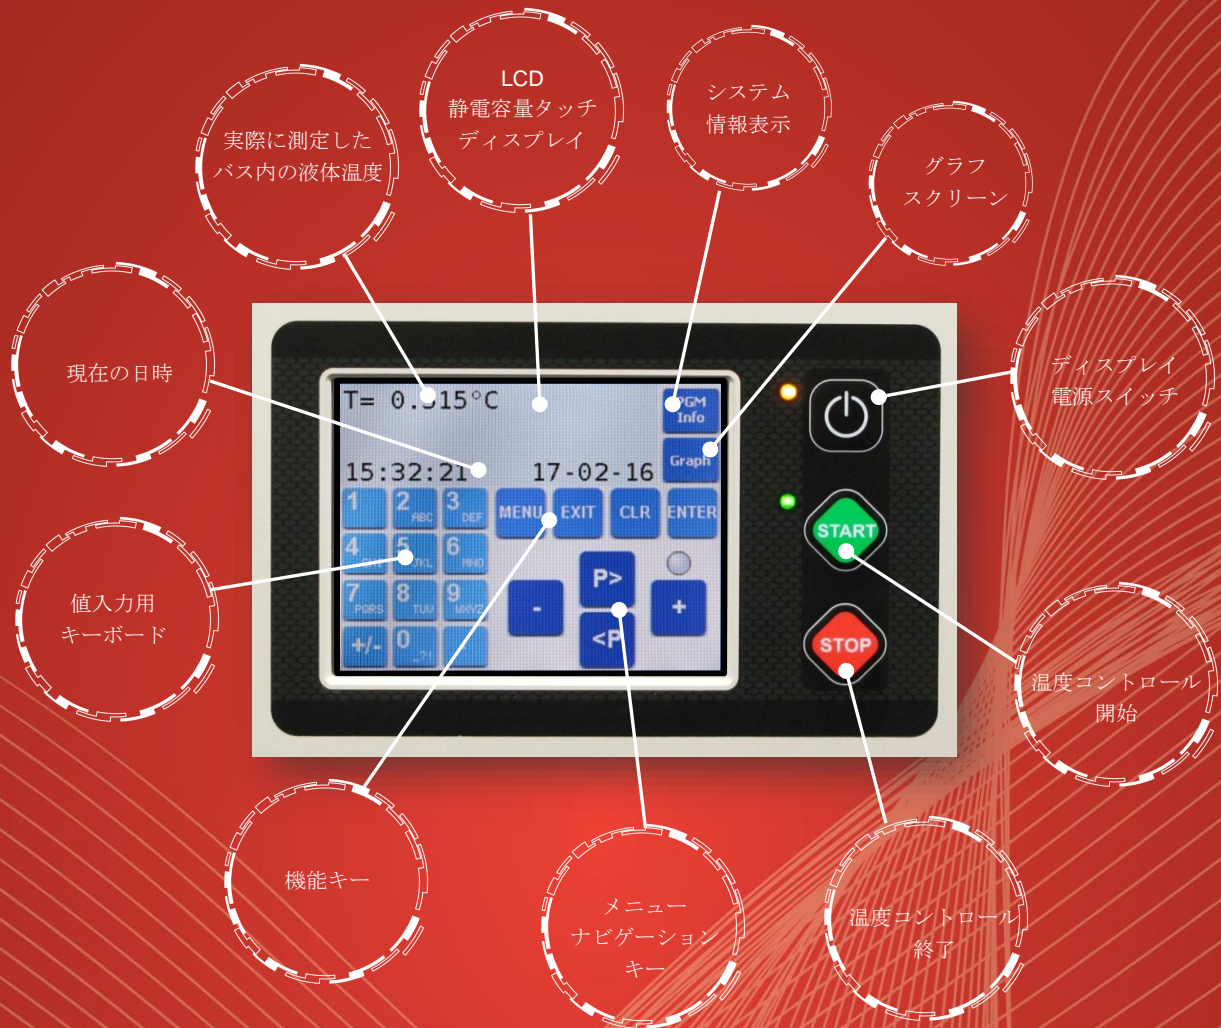 LCD
静電容量タッチ
ディスプレイ
システム
情報表示
実際に測定した
バス内の液体温度
グラフ
スクリーン
現在の日時
ディスプレイ
電源スイッチ
T= 0.315°C
PGM
Info
15:32:21
17-02-16
Graph
1
2 ABC
3 DEF
MENU
EXIT
CLR
ENTER
START
4
5 JKL
6 MNO
P>
7 PQRS
8 TUV
9 WXYZ
-
+
<P
STOP
+/-
0 _?!
値入力用
キーボード
温度コントロール
開始
機能キー
メニュー
ナビゲーション
キー
温度コントロール
終了